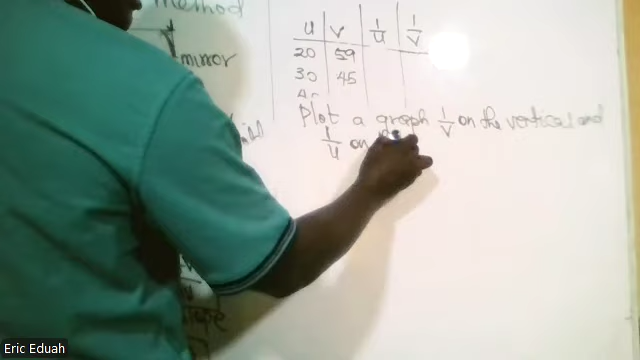 method
mirror
u v 1/u 1/v
20 59
30 45
Plot a graph 1/v on the vertical and
1/u on
Eric Eduah